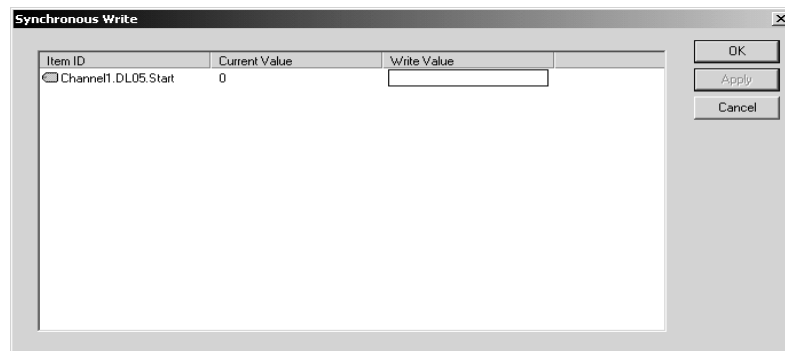 Synchronous Write
Item ID Current Value Write Value
Channel1.DL05.Start 0
OK
Apply
Cancel